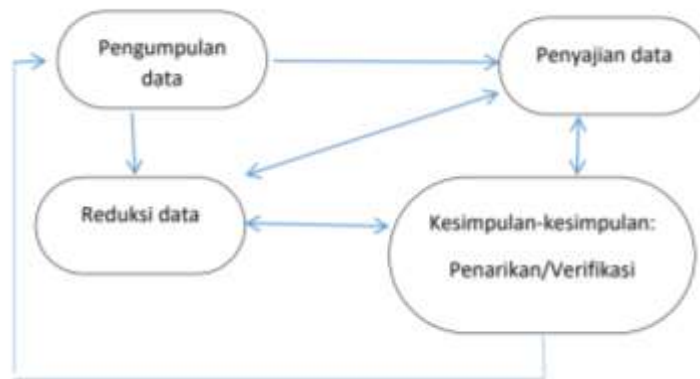 Pengumpulan
data
Penyajian data
Reduksi data
Kesimpulan-kesimpulan:
Penarikan/Verifikasi